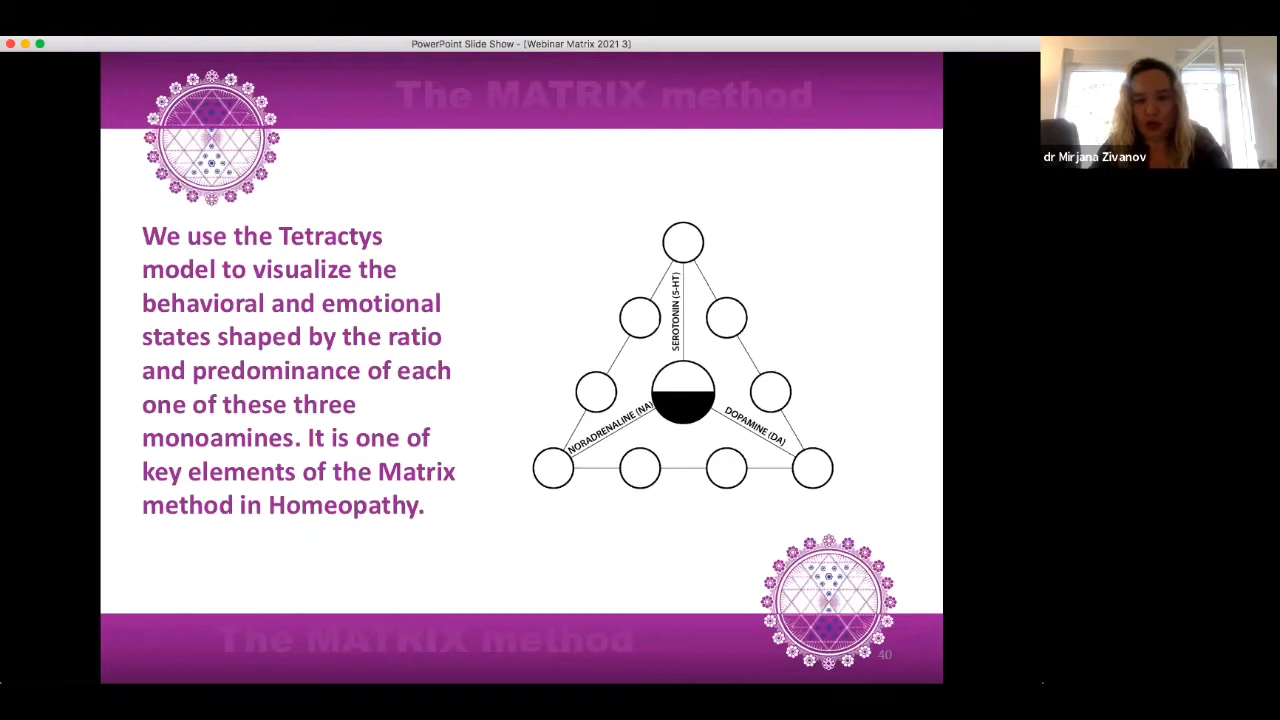 PowerPoint Slide Show - [Webinar Matrix 2021 3]
The MATRIX method
dr Mirjana Zivanov
We use the Tetractys
model to visualize the
behavioral and emotional
states shaped by the ratio
and predominance of each
one of these three
monoamines. It is one of
key elements of the Matrix
method in Homeopathy.
SEROTONIN (5-HT)
NORADRENALINE (NA)
DOPAMINE (DA)
The MATRIX method
40